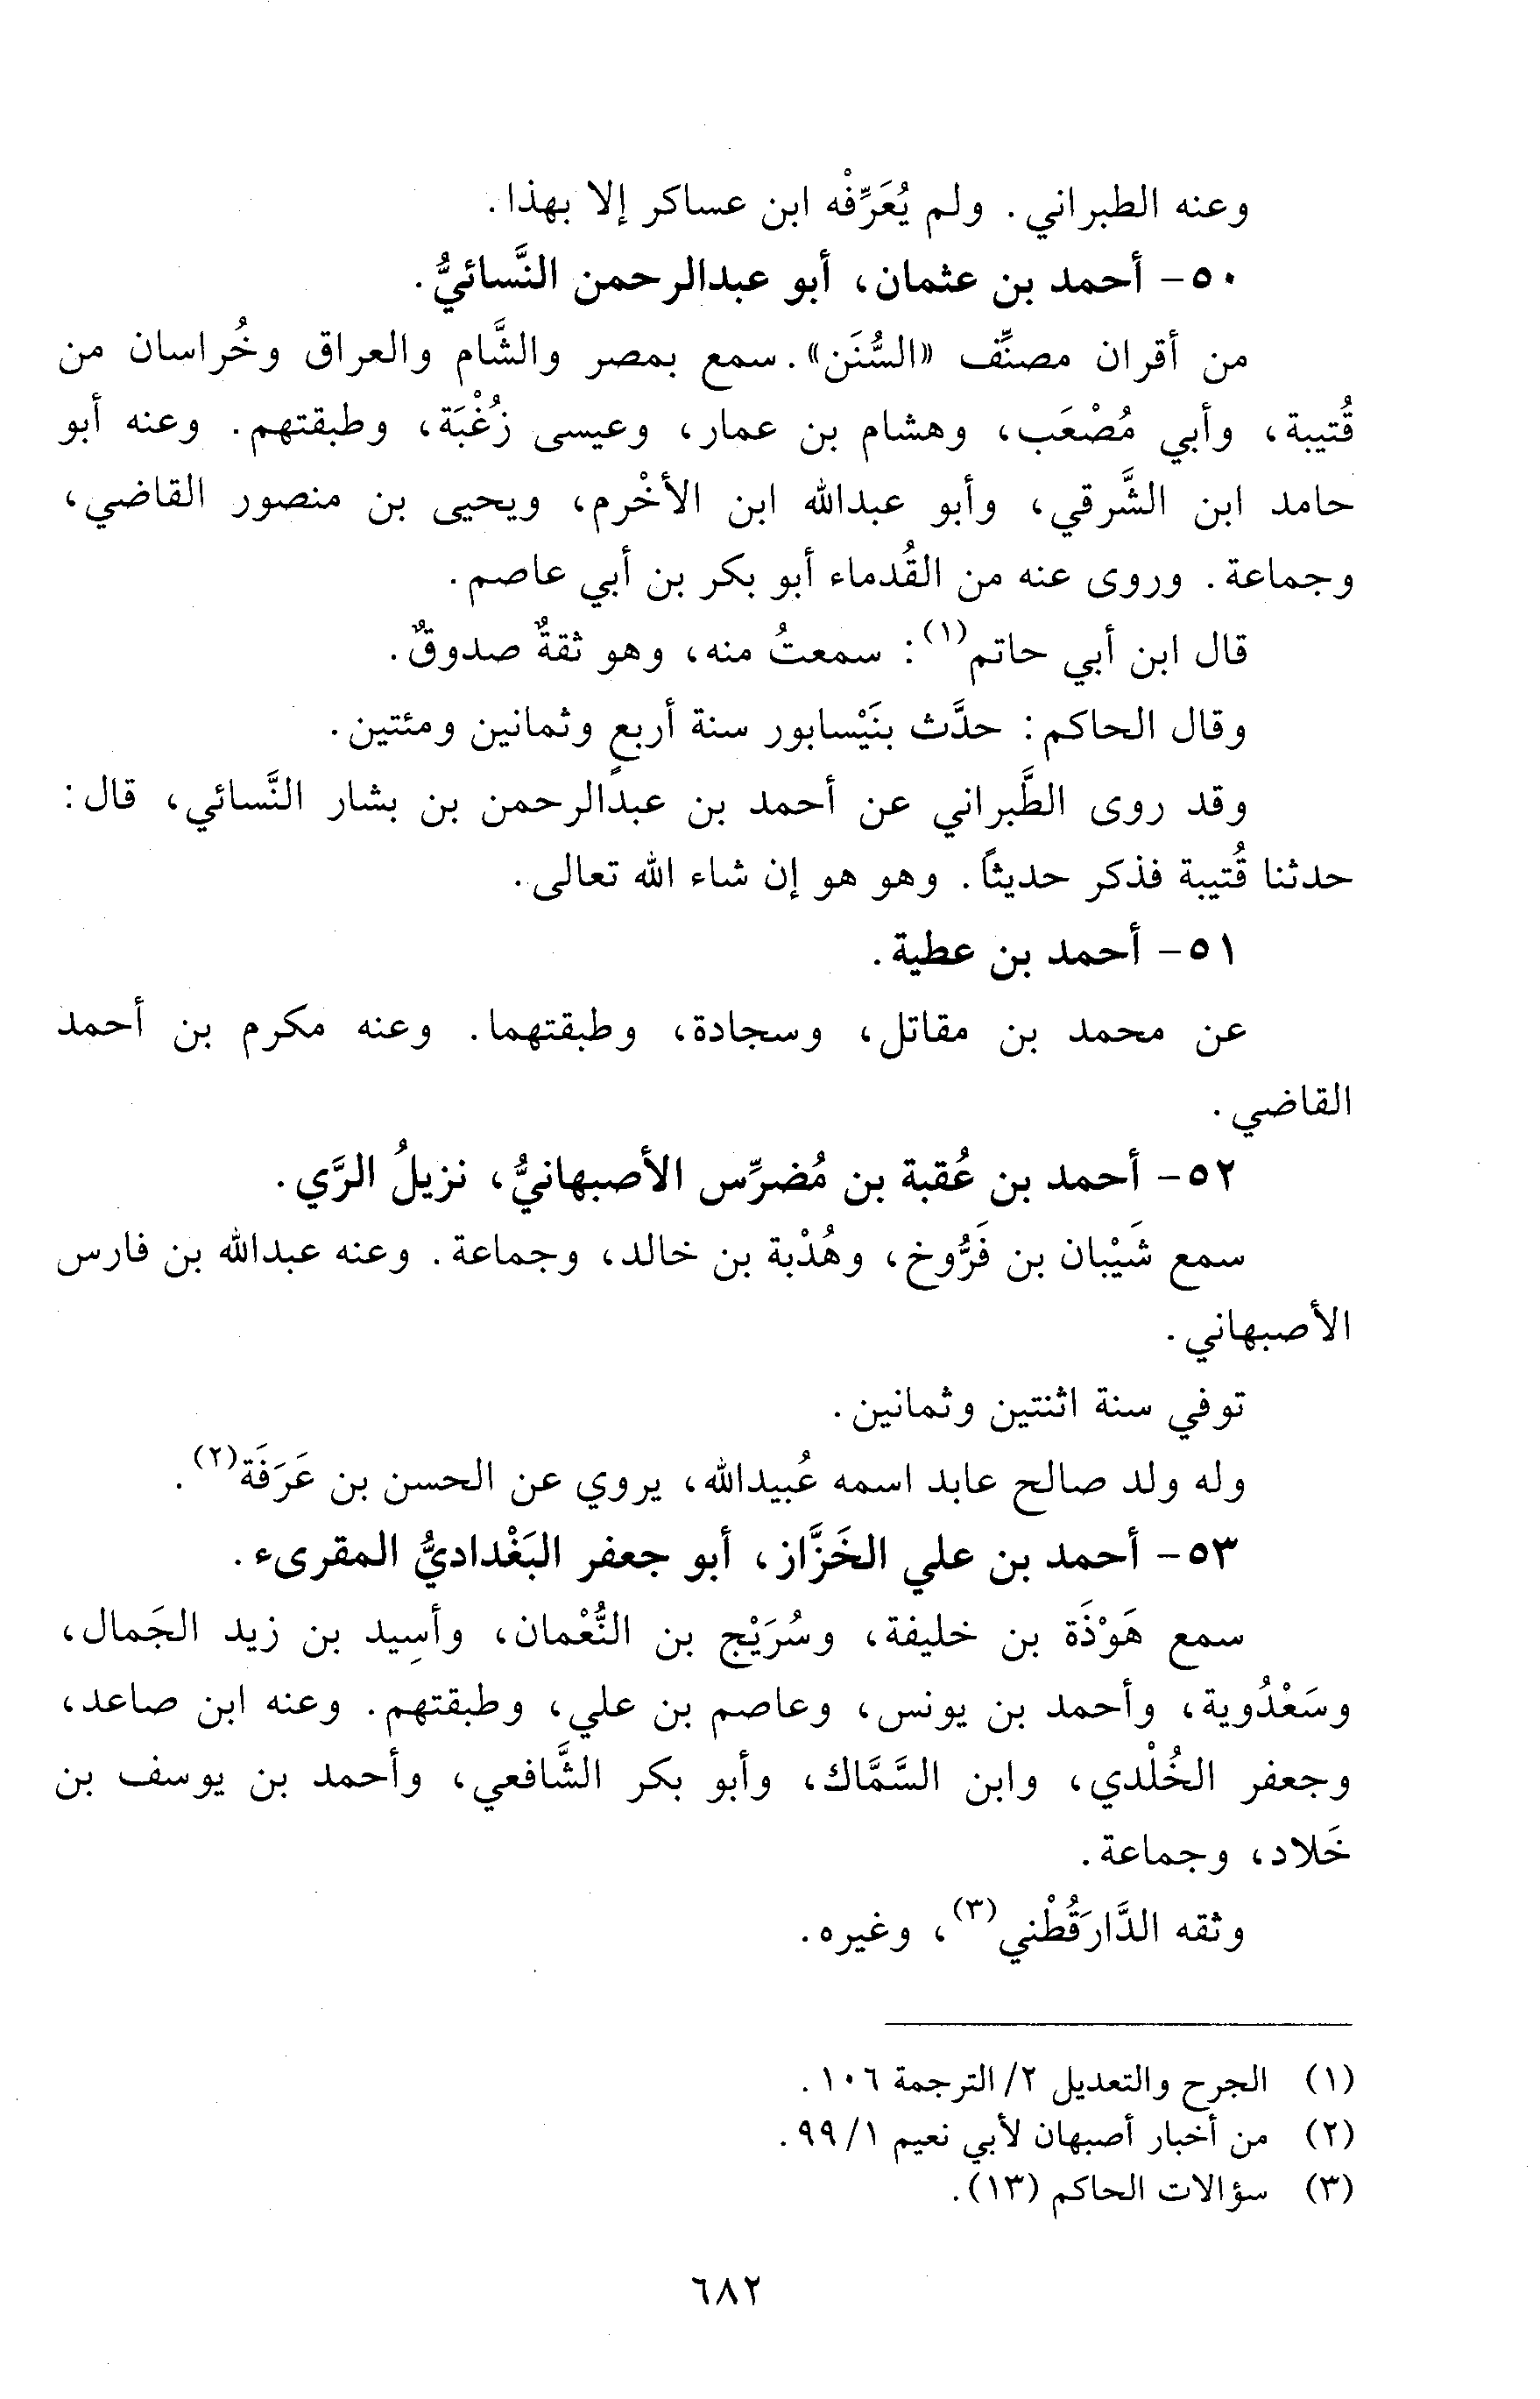 وعنه الطبراني. ولم يُعَرِّفْه ابن عساكر إلا بهذا.
٥٠- أحمد بن عثمان، أبو عبدالرحمن النَّسائيُّ.
من أقران مصنِّف «السُّنَن». سمع بمصر والشَّام والعراق وخُراسان من
قُتيبة، وأبي مُصْعَب، وهشام بن عمار، وعيسى زُغْبَة، وطبقتهم. وعنه أبو
حامد ابن الشَّرقي، وأبو عبدالله ابن الأخْرم، ويحيى بن منصور القاضي،
وجماعة. وروى عنه من القُدماء أبو بكر بن أبي عاصم.
قال ابن أبي حاتم(١): سمعتُ منه، وهو ثقةٌ صدوقٌ.
وقال الحاكم: حدَّث بنَيْسابور سنة أربعٍ وثمانين ومئتين.
وقد روى الطَّبراني عن أحمد بن عبدالرحمن بن بشار النَّسائي، قال:
حدثنا قُتيبة فذكر حديثاً. وهو هو إن شاء الله تعالى.
٥١- أحمد بن عطية.
عن محمد بن مقاتل، وسجادة، وطبقتهما. وعنه مكرم بن أحمد
القاضي.
٥٢- أحمد بن عُقبة بن مُضرِّس الأصبهانيُّ، نزيلُ الرَّي.
سمع شَيْبان بن فَرُّوخ، وهُدْبة بن خالد، وجماعة. وعنه عبدالله بن فارس
الأصبهاني.
توفي سنة اثنتين وثمانين.
وله ولد صالح عابد اسمه عُبيدالله، يروي عن الحسن بن عَرَفَة(٢).
٥٣- أحمد بن علي الخَزَّاز، أبو جعفر البَغْداديُّ المقرىء.
سمع هَوْذَة بن خليفة، وسُرَيْج بن النُّعْمان، وأسِيد بن زيد الجَمال،
وسَعْدُوية، وأحمد بن يونس، وعاصم بن علي، وطبقتهم. وعنه ابن صاعد،
وجعفر الخُلْدي، وابن السَّمَّاك، وأبو بكر الشَّافعي، وأحمد بن يوسف بن
خَلاد، وجماعة.
وثقه الدَّارَقُطْني(٣)، وغيره.
(١) الجرح والتعديل ٢/ الترجمة ١٠٦.
(٢) من أخبار أصبهان لأبي نعيم ١/ ٩٩.
(٣) سؤالات الحاكم (١٣).
٦٨٢